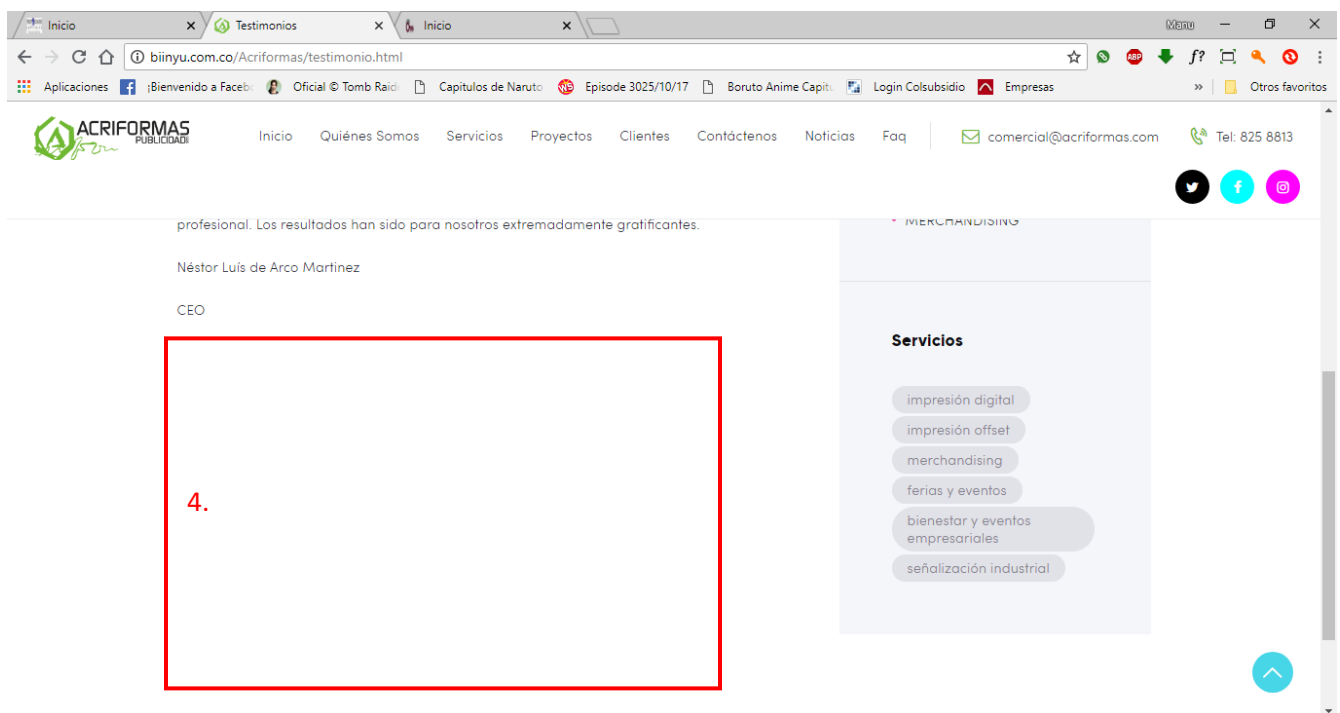 Inicio
Testimonios
Inicio
Manu
biinyu.com.co/Acriformas/testimonio.html
ABP
f?
Aplicaciones
¡Bienvenido a Faceb
Oficial © Tomb Raid
Capitulos de Naruto
Episode 3025/10/17
Boruto Anime Capit
Login Colsubsidio
Empresas
»
Otros favoritos
ACRIFORMAS
PUBLICIDAD
Inicio
Quiénes Somos
Servicios
Proyectos
Clientes
Contáctenos
Noticias
Faq
comercial@acriformas.com
Tel: 825 8813
profesional. Los resultados han sido para nosotros extremadamente gratificantes.
Néstor Luís de Arco Martinez
CEO
4.
MERCHANDISING
Servicios
impresión digital
impresión offset
merchandising
ferias y eventos
bienestar y eventos
empresariales
señalización industrial